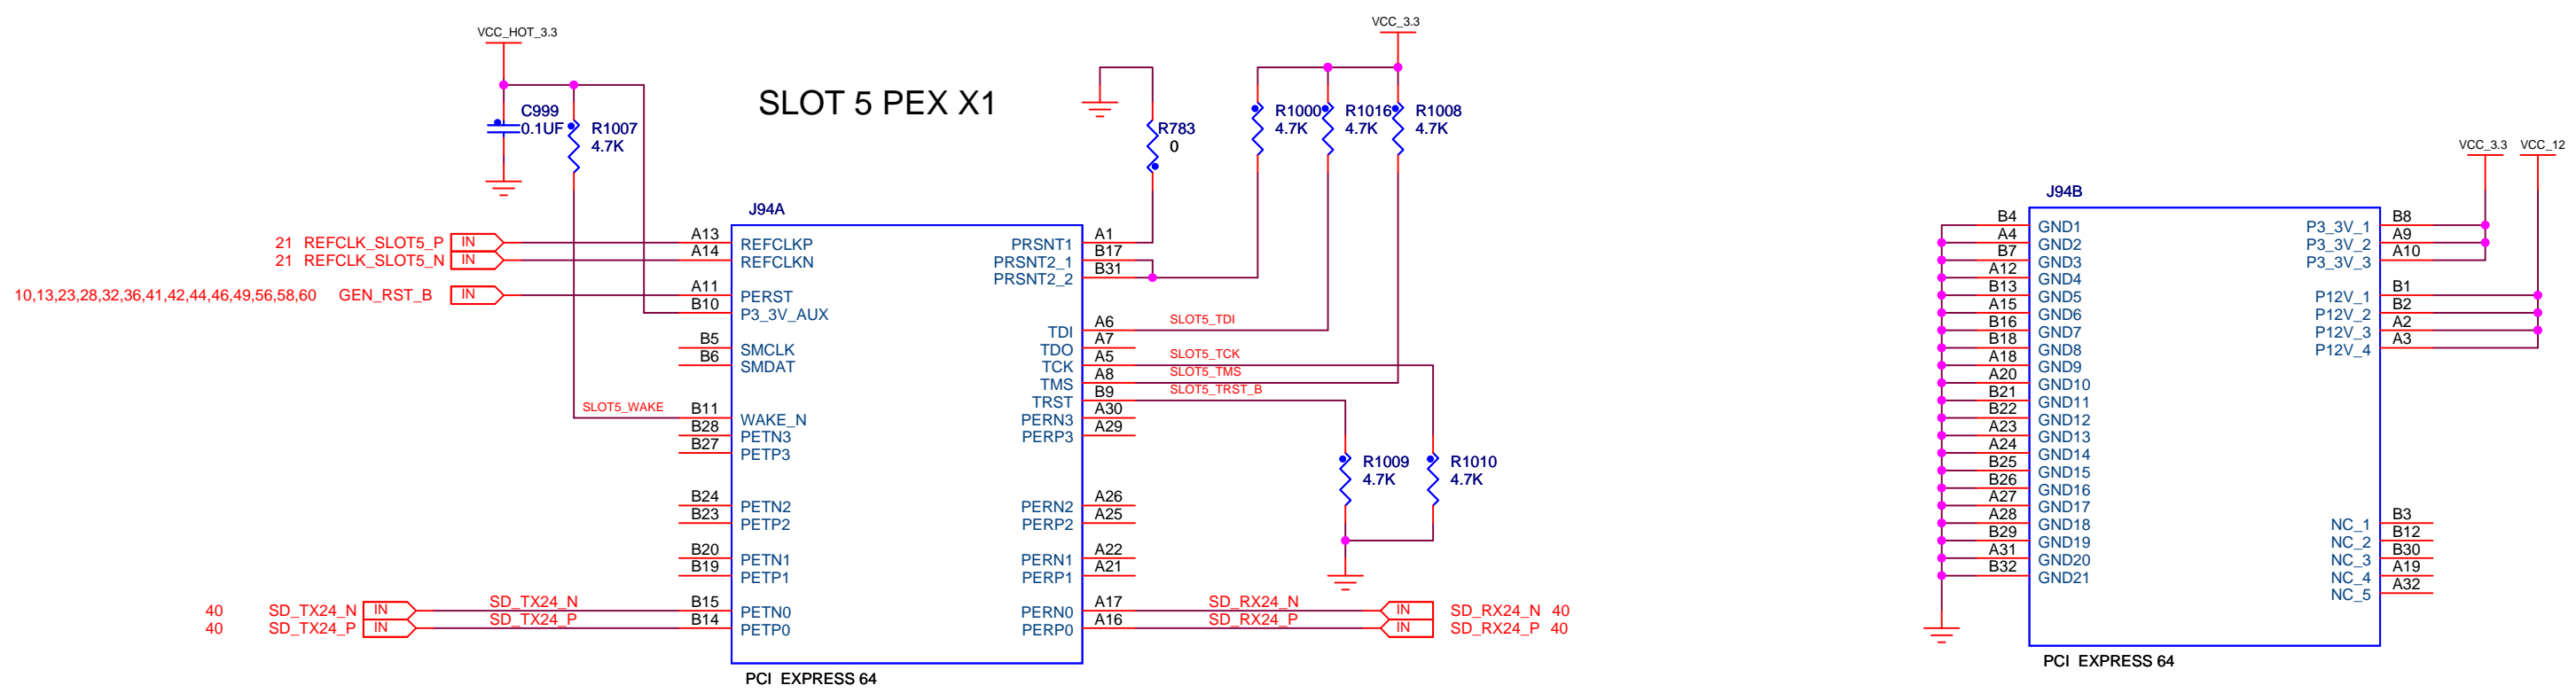 VCC_HOT_3.3
VCC_3.3
SLOT 5 PEX X1
C999
0.1UF
R1007
4.7K
R783
0
R1000
4.7K
R1016
4.7K
R1008
4.7K
J94A
21 REFCLK_SLOT5_P IN A13 REFCLKP
21 REFCLK_SLOT5_N IN A14 REFCLKN
10,13,23,28,32,36,41,42,44,46,49,56,58,60 GEN_RST_B IN A11 PERST
B10 P3_3V_AUX
B5 SMCLK
B6 SMDAT
SLOT5_WAKE B11 WAKE_N
B28 PETN3
B27 PETP3
B24 PETN2
B23 PETP2
B20 PETN1
B19 PETP1
40 SD_TX24_N IN SD_TX24_N B15 PETN0
40 SD_TX24_P IN SD_TX24_P B14 PETP0
PRSNT1 A1
PRSNT2_1 B17
PRSNT2_2 B31
TDI A6 SLOT5_TDI
TDO A7
TCK A5 SLOT5_TCK
TMS A8 SLOT5_TMS
TRST B9 SLOT5_TRST_B
PERN3 A30
PERP3 A29
R1009
4.7K
R1010
4.7K
PERN2 A26
PERP2 A25
PERN1 A22
PERP1 A21
PERN0 A17 SD_RX24_N IN SD_RX24_N 40
PERP0 A16 SD_RX24_P IN SD_RX24_P 40
PCI EXPRESS 64
VCC_3.3
VCC_12
J94B
B4 GND1
A4 GND2
B7 GND3
A12 GND4
B13 GND5
A15 GND6
B16 GND7
B18 GND8
A18 GND9
A20 GND10
B21 GND11
B22 GND12
A23 GND13
A24 GND14
B25 GND15
B26 GND16
A27 GND17
A28 GND18
B29 GND19
A31 GND20
B32 GND21
P3_3V_1 B8
P3_3V_2 A9
P3_3V_3 A10
P12V_1 B1
P12V_2 B2
P12V_3 A2
P12V_4 A3
NC_1 B3
NC_2 B12
NC_3 B30
NC_4 A19
NC_5 A32
PCI EXPRESS 64